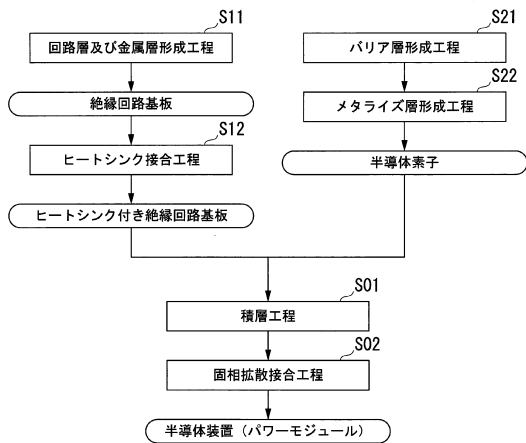 S11
回路層及び金属層形成工程
絶縁回路基板
S12
ヒートシンク接合工程
ヒートシンク付き絶縁回路基板
S21
バリア層形成工程
S22
メタライズ層形成工程
半導体素子
S01
積層工程
S02
固相拡散接合工程
半導体装置（パワーモジュール）